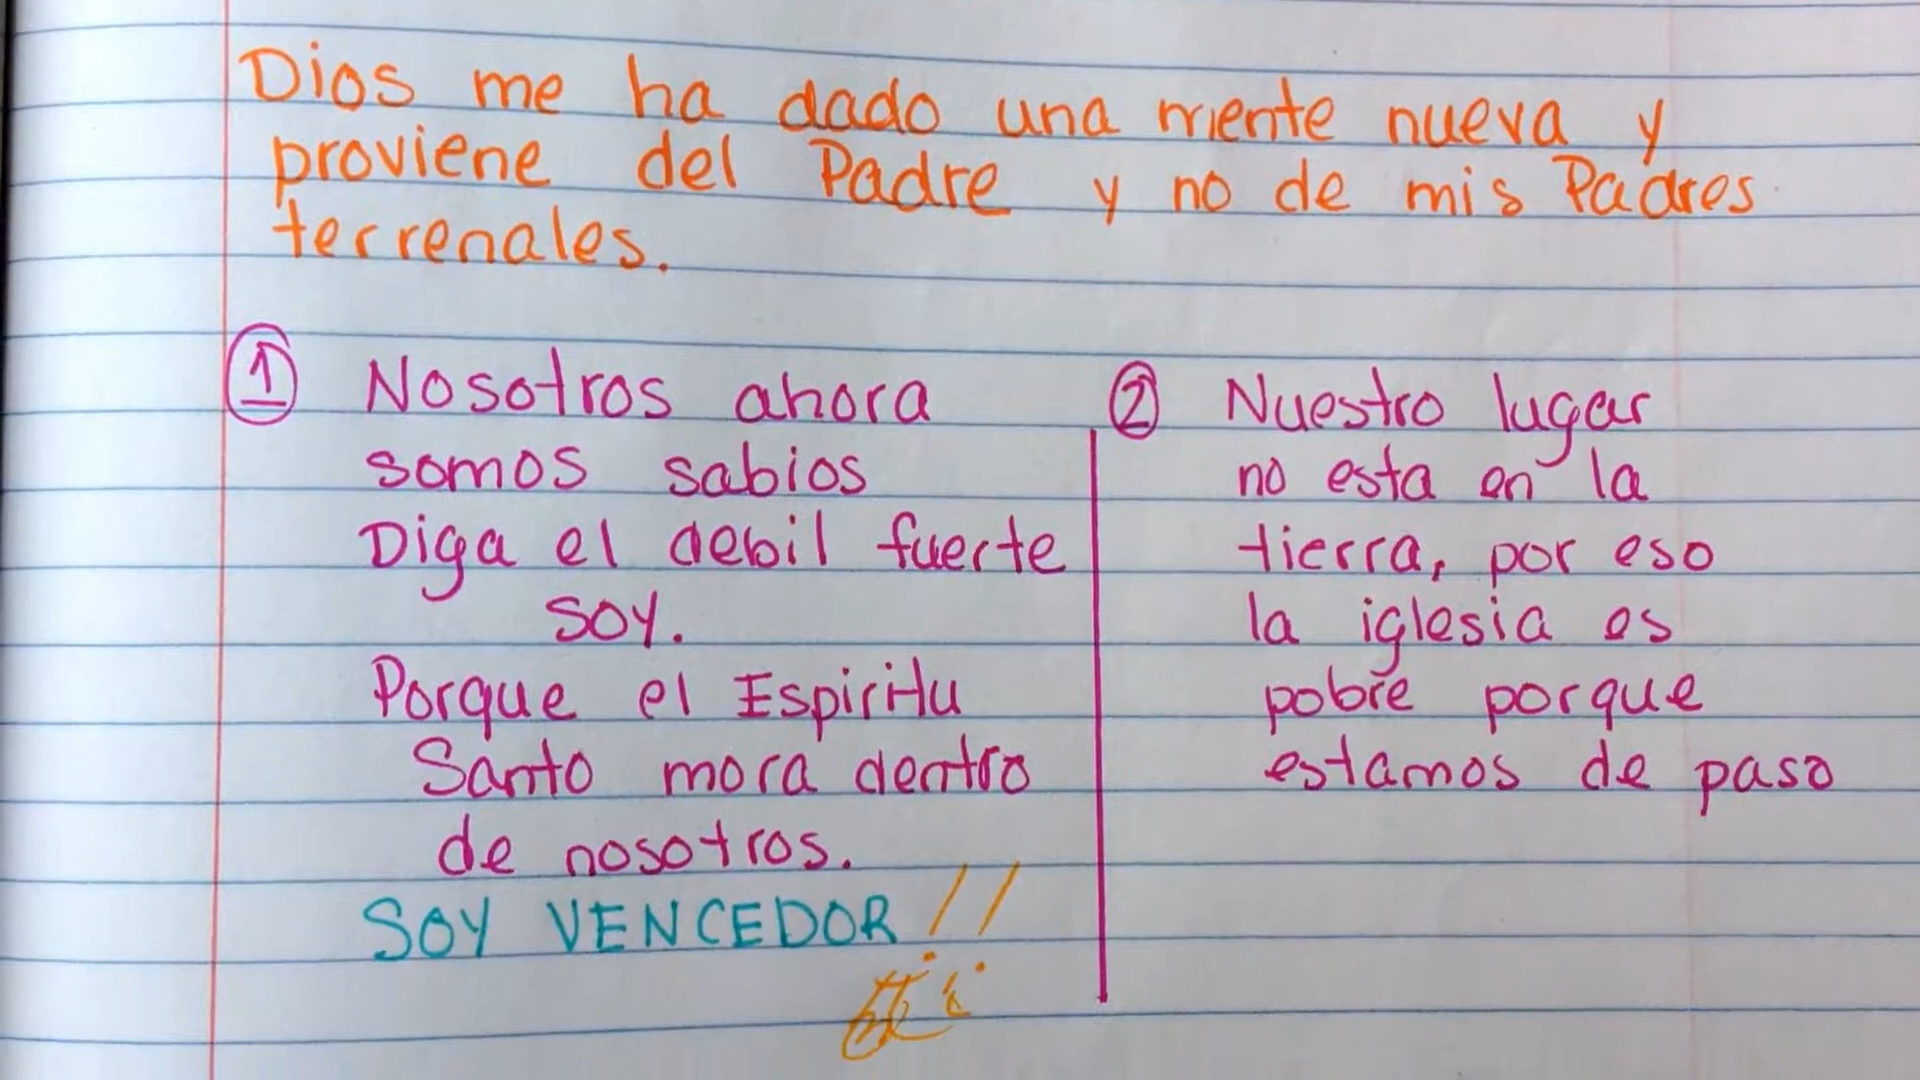 Dios me ha dado una mente nueva y
proviene del Padre y no de mis Padres
terrenales.
1 Nosotros ahora
somos sabios
Diga el debil fuerte
soy.
Porque el Espiritu
Santo mora dentro
de nosotros.
SOY VENCEDOR!!
2 Nuestro lugar
no esta en la
tierra, por eso
la iglesia es
pobre porque
estamos de paso